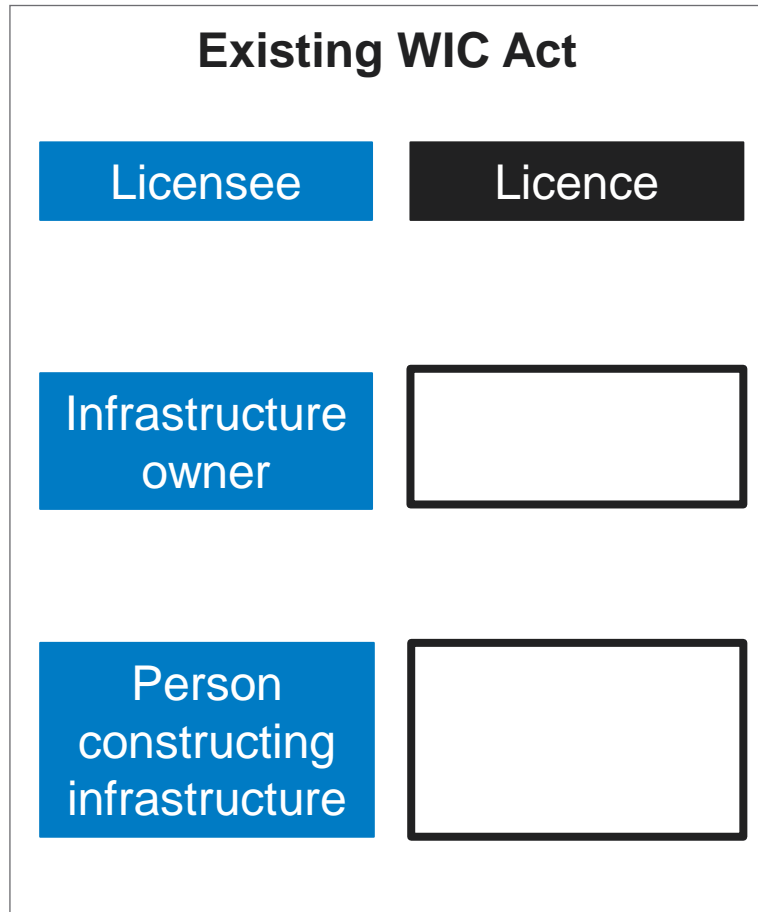 Existing WIC Act
Licensee
Licence
Infrastructure
owner
Person
constructing
infrastructure